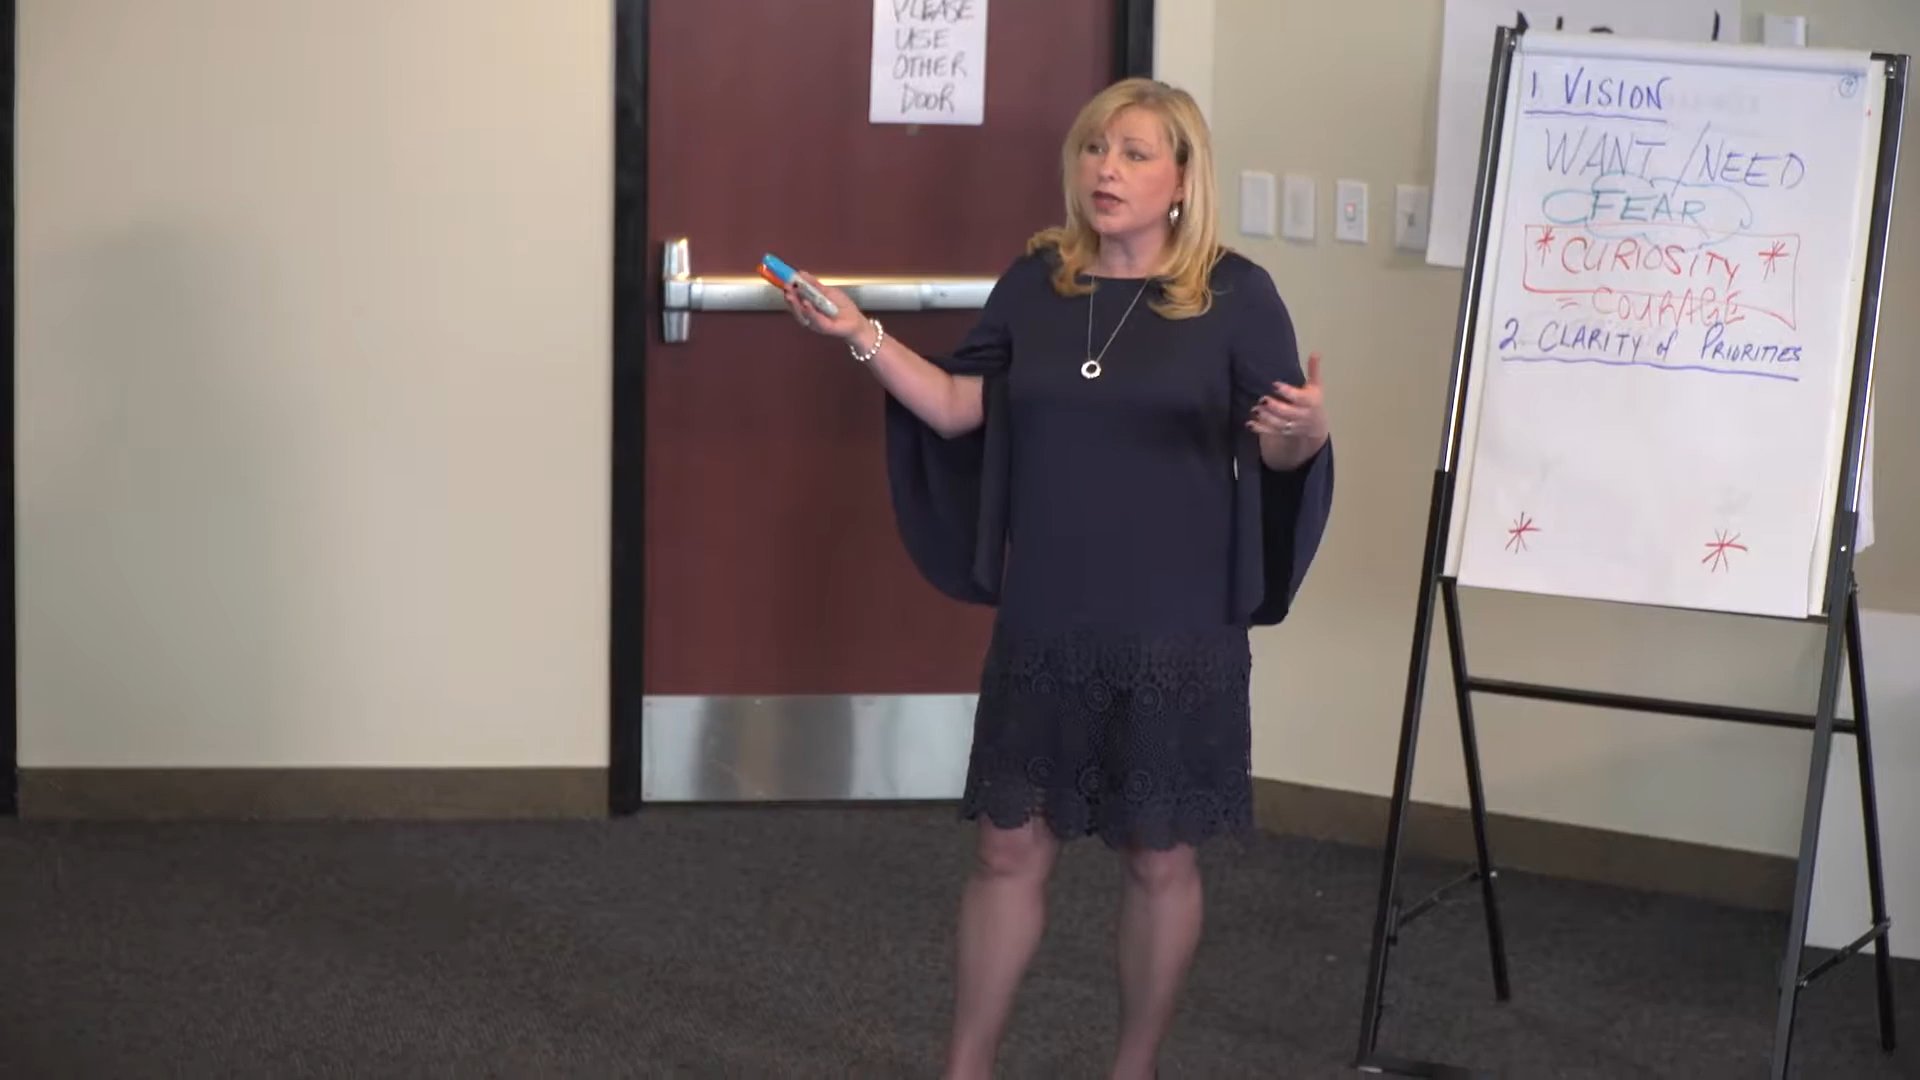 PLEASE
USE
OTHER
DOOR
1 VISION
WANT/NEED
FEAR
* CURIOSITY *
= COURAGE
2 CLARITY of PRIORITIES
* *